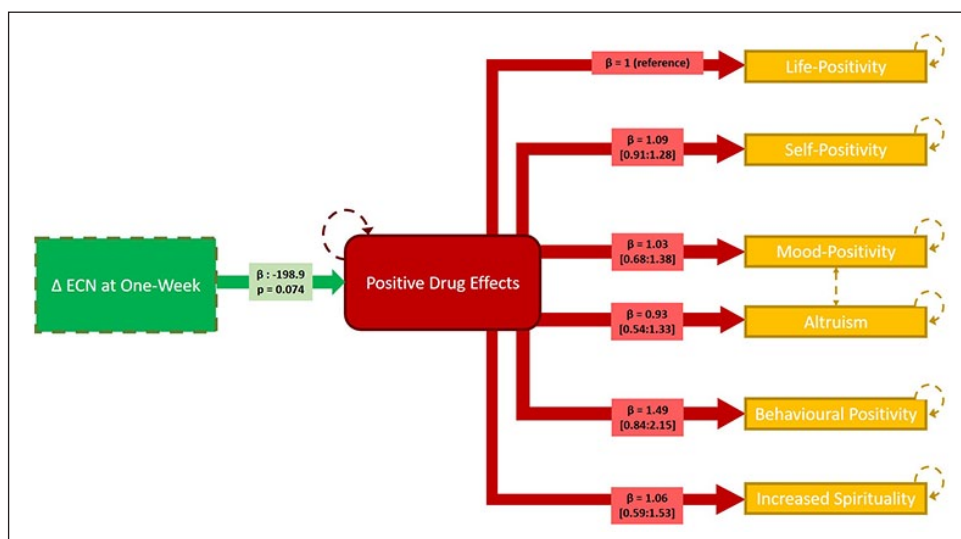 β = 1 (reference)
Life-Positivity
β = 1.09
[0.91:1.28]
Self-Positivity
β = 1.03
[0.68:1.38]
Mood-Positivity
Δ ECN at One-Week
β : -198.9
p = 0.074
Positive Drug Effects
β = 0.93
[0.54:1.33]
Altruism
β = 1.49
[0.84:2.15]
Behavioural Positivity
β = 1.06
[0.59:1.53]
Increased Spirituality